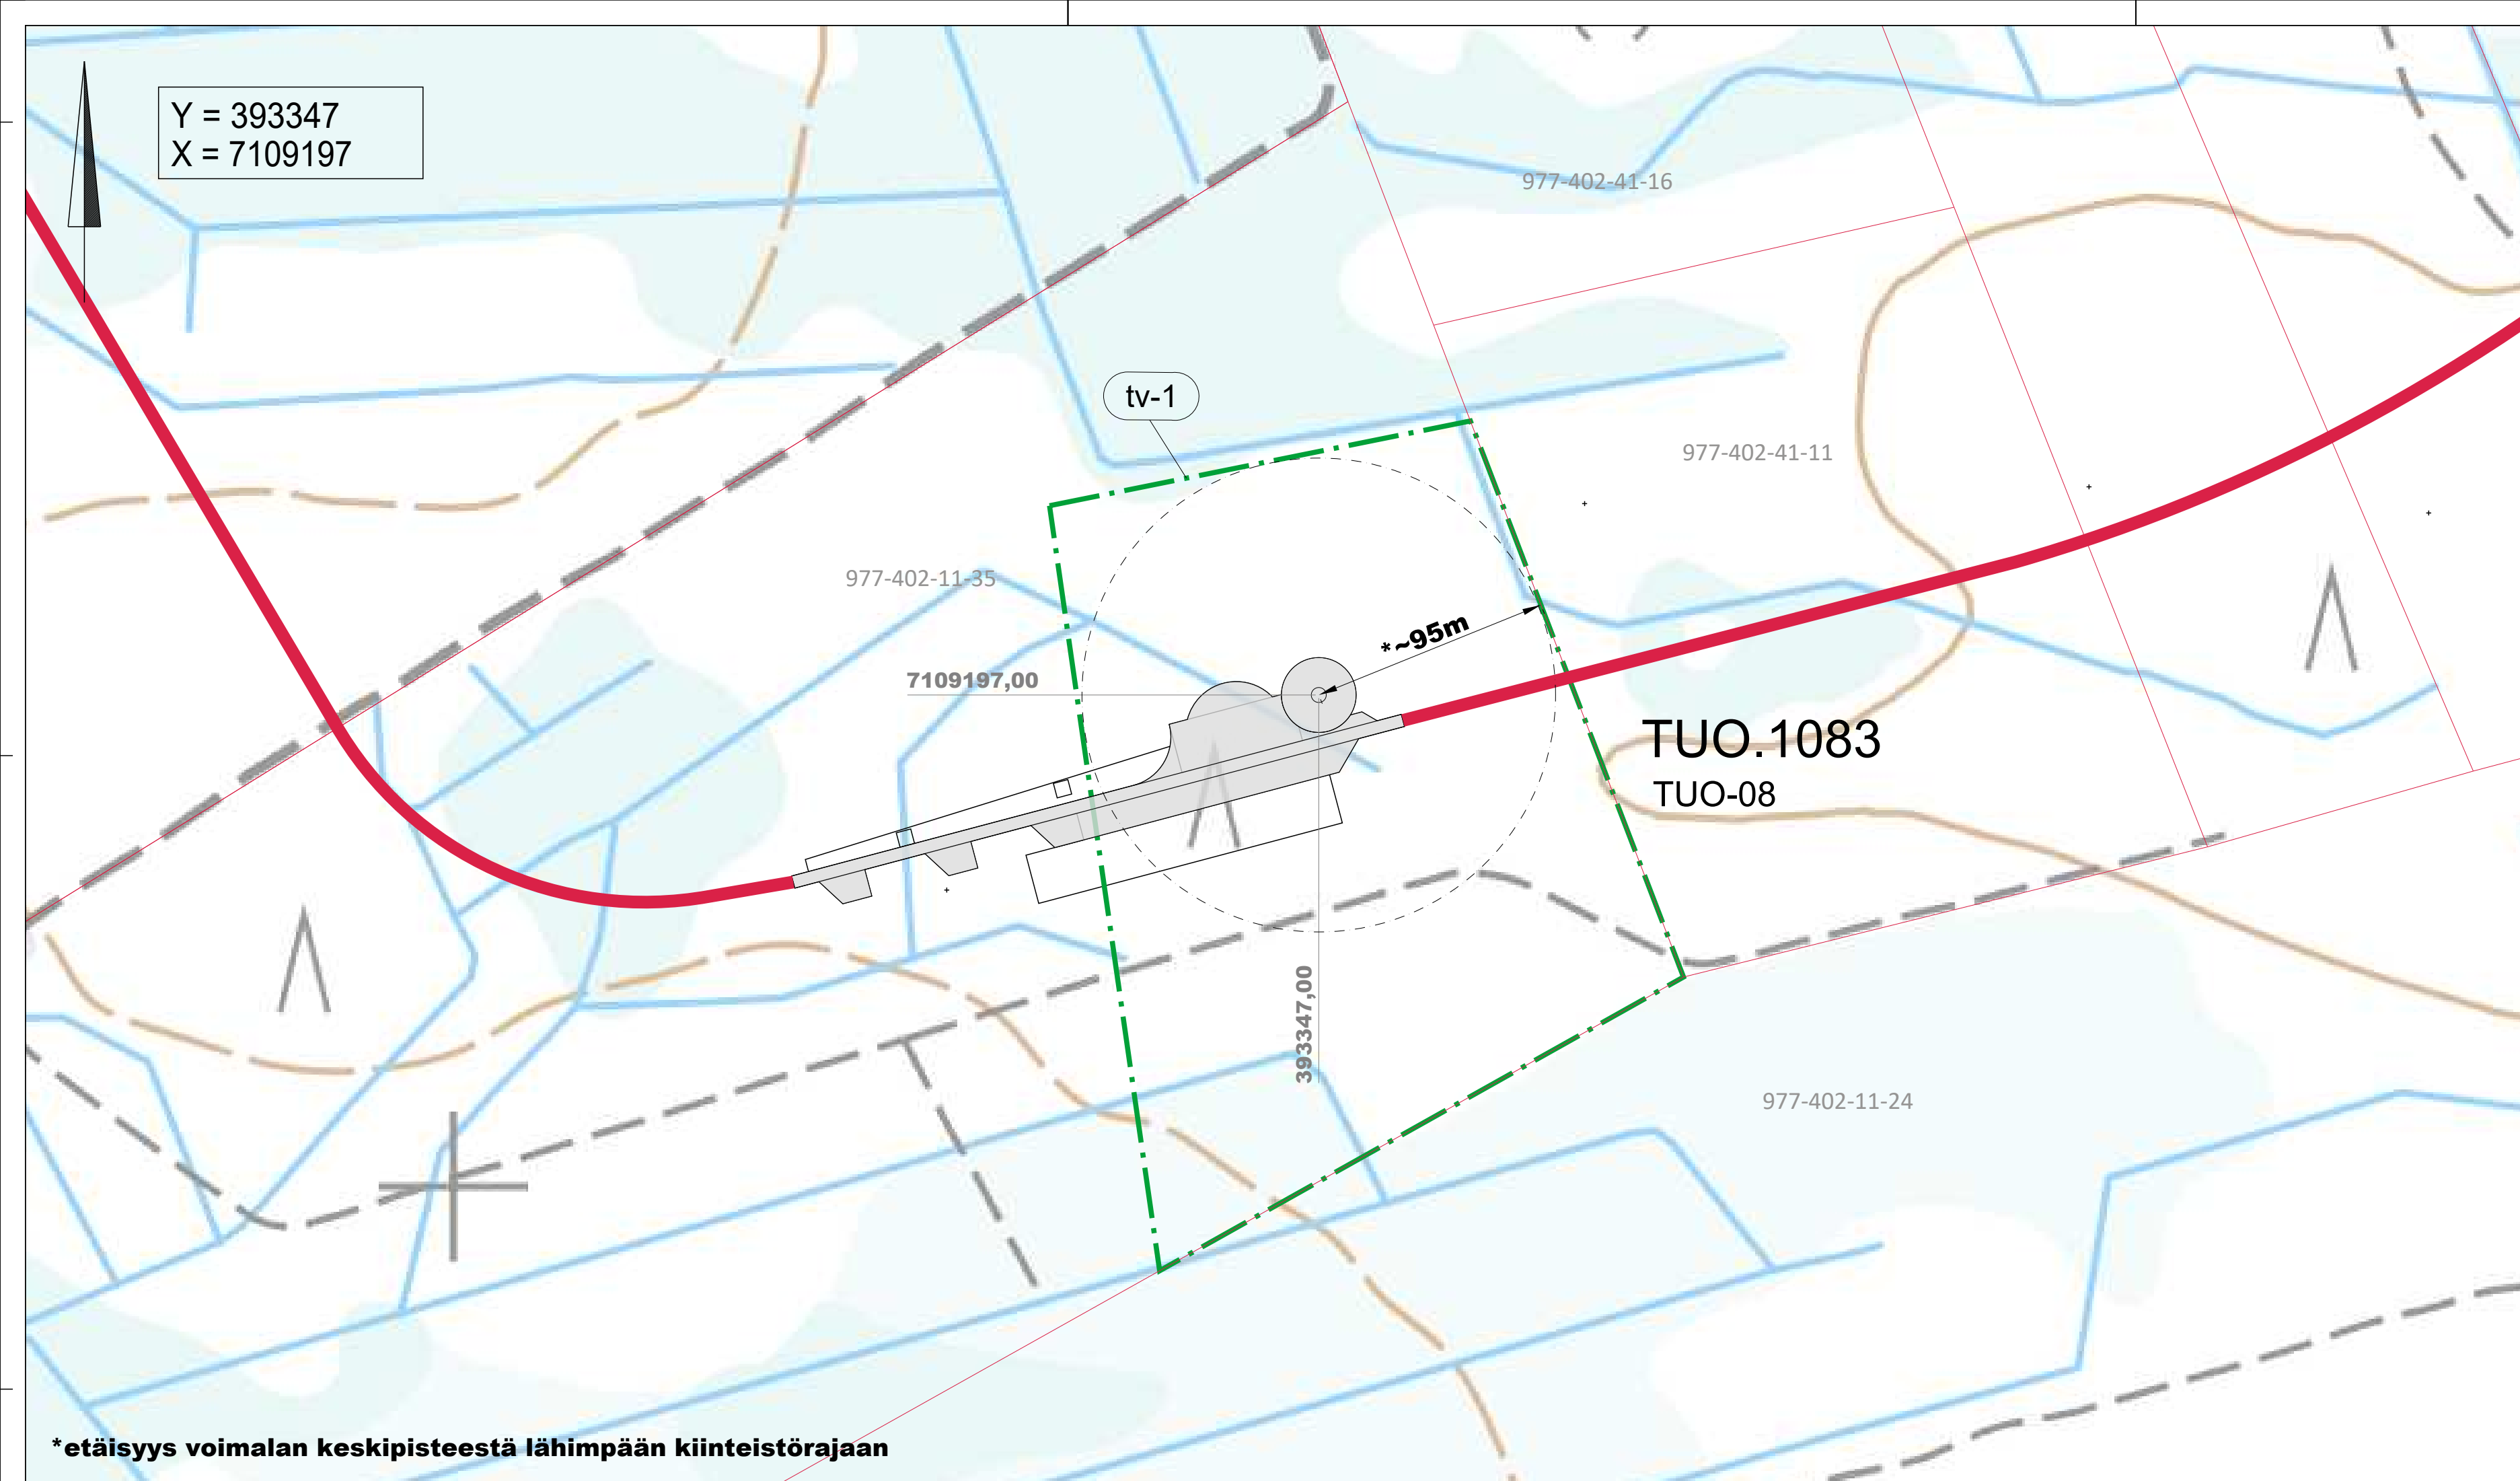 Y = 393347
X = 7109197
977-402-41-16
tv-1
977-402-41-11
977-402-11-35
*~95m
7109197,00
TUO.1083
TUO-08
393347,00
977-402-11-24
*etäisyys voimalan keskipisteestä lähimpään kiinteistörajaan